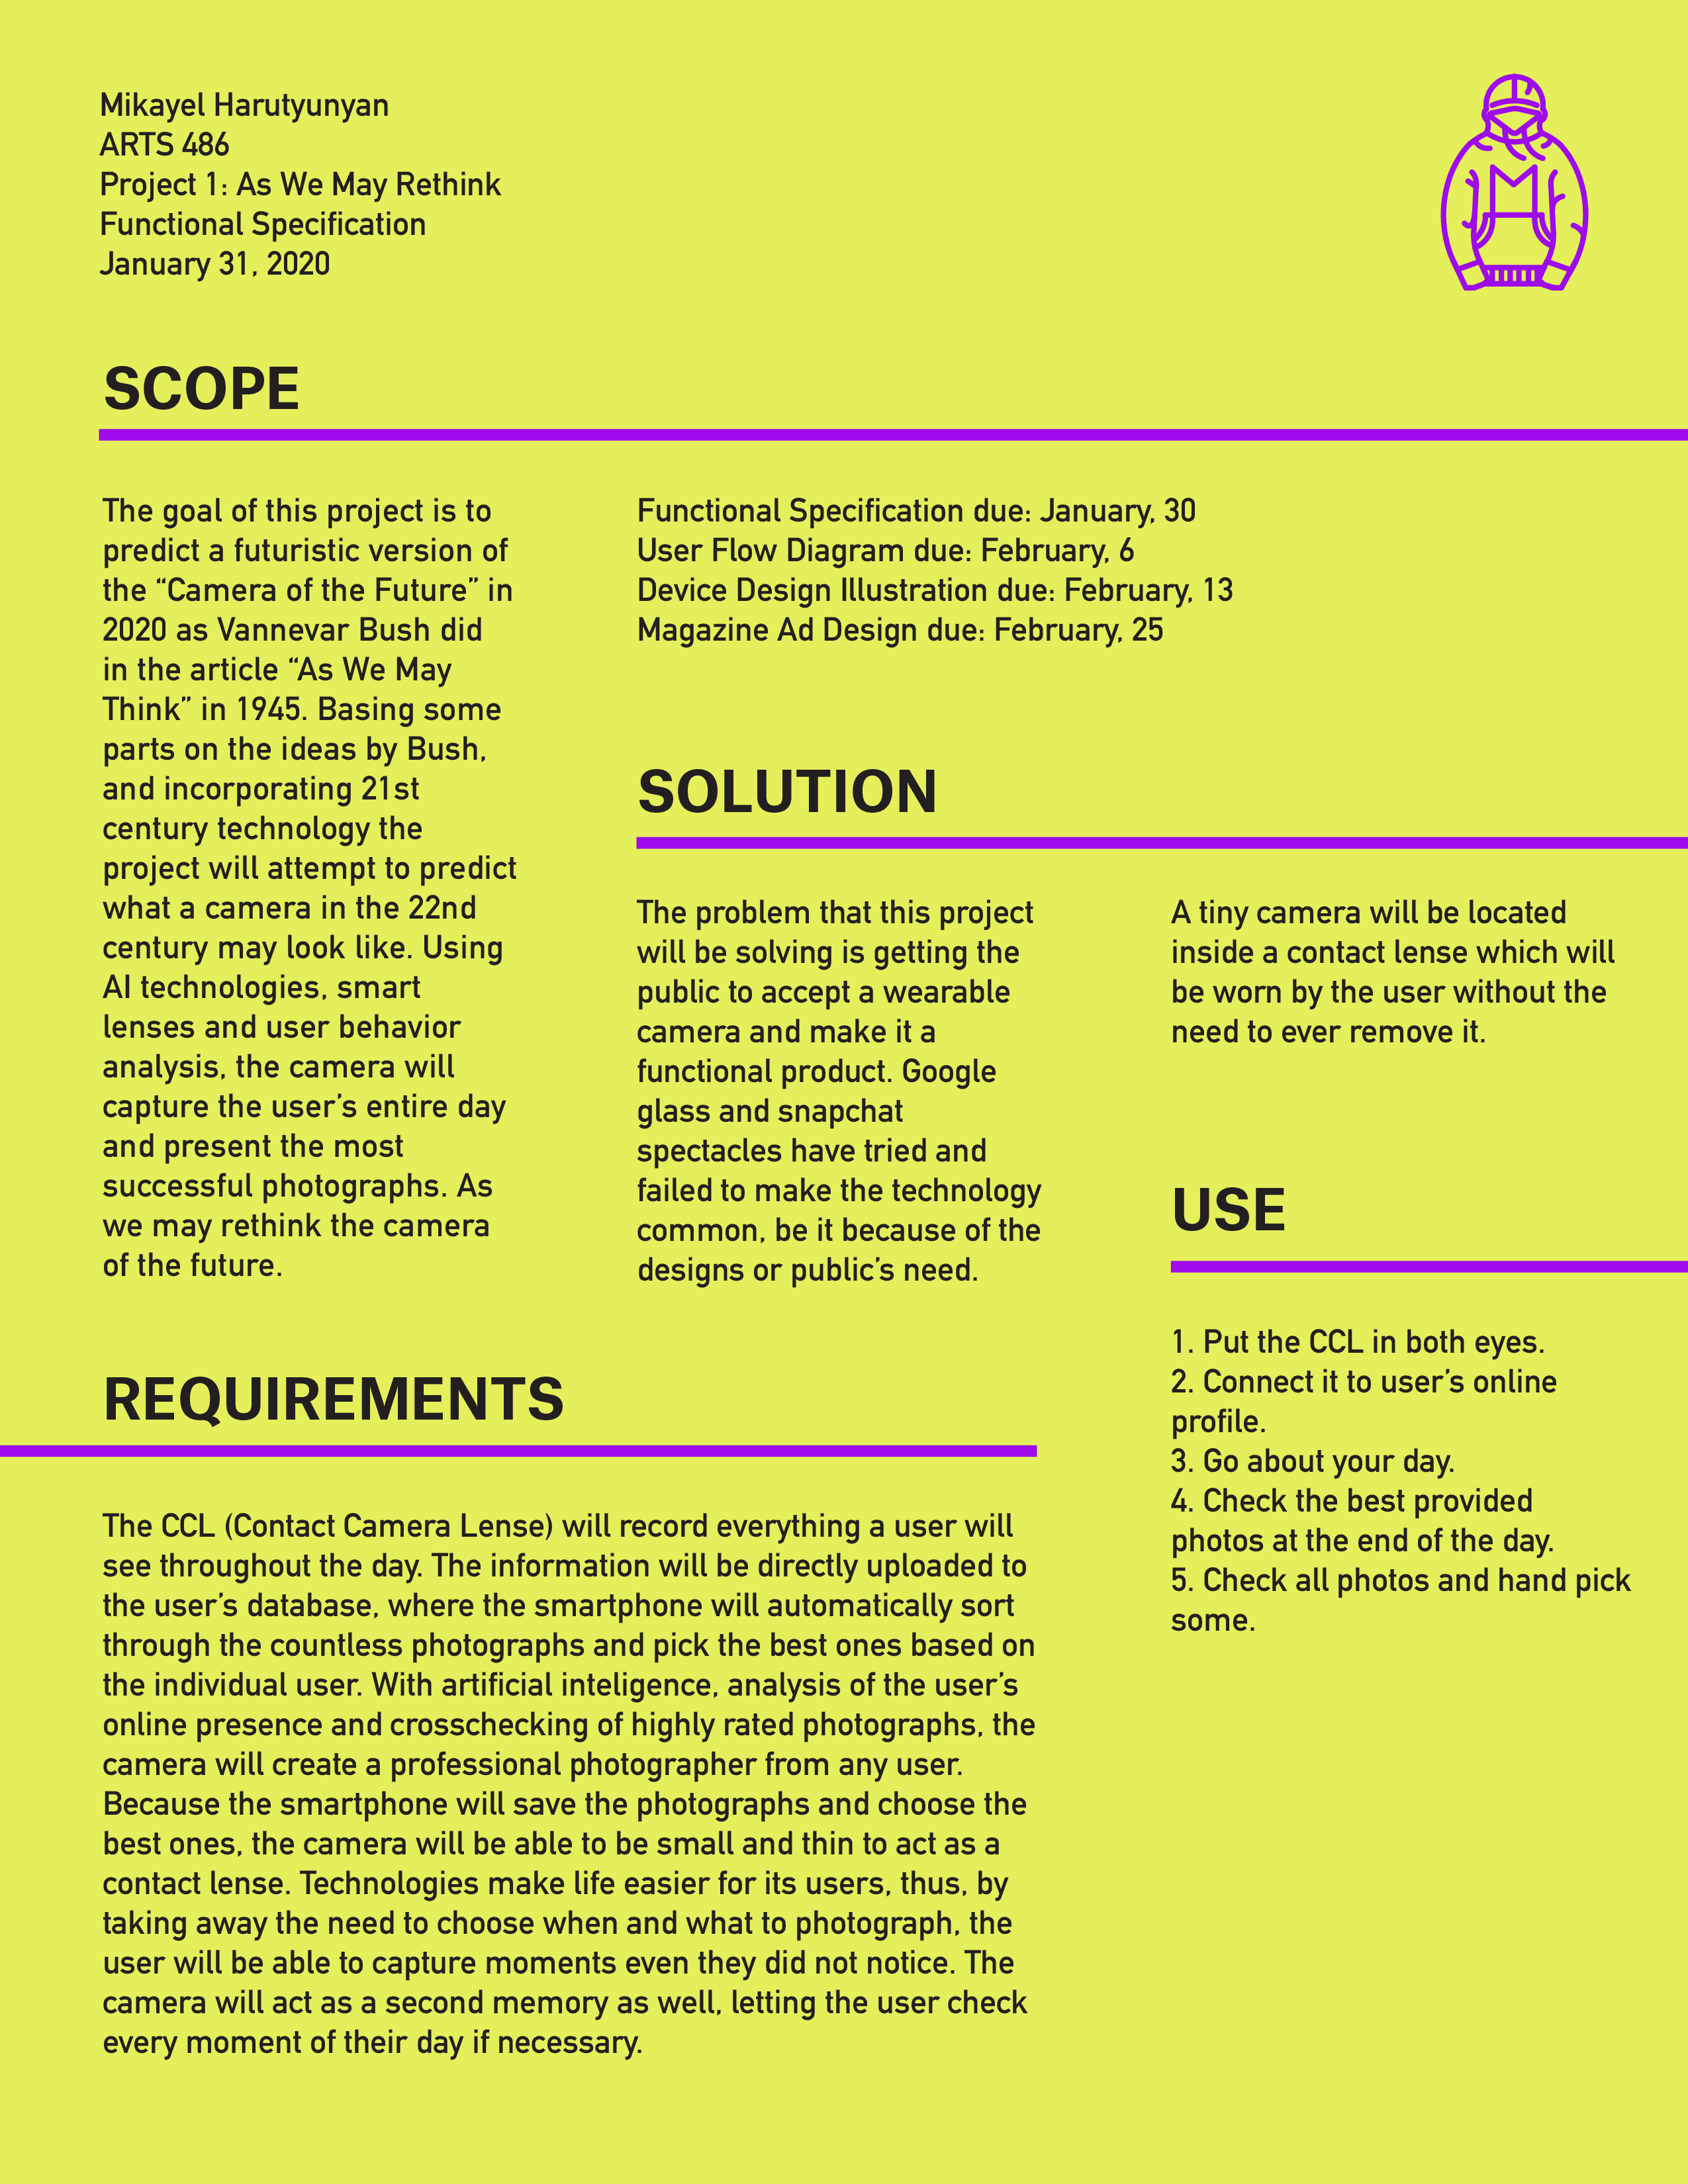 Mikayel Harutyunyan
ARTS 486
Project 1: As We May Rethink
Functional Specification
January 31, 2020
SCOPE
The goal of this project is to
predict a futuristic version of
the “Camera of the Future” in
2020 as Vannevar Bush did
in the article “As We May
Think” in 1945. Basing some
parts on the ideas by Bush,
and incorporating 21st
century technology the
project will attempt to predict
what a camera in the 22nd
century may look like. Using
AI technologies, smart
lenses and user behavior
analysis, the camera will
capture the user’s entire day
and present the most
successful photographs. As
we may rethink the camera
of the future.
Functional Specification due: January, 30
User Flow Diagram due: February, 6
Device Design Illustration due: February, 13
Magazine Ad Design due: February, 25
SOLUTION
The problem that this project
will be solving is getting the
public to accept a wearable
camera and make it a
functional product. Google
glass and snapchat
spectacles have tried and
failed to make the technology
common, be it because of the
designs or public’s need.
A tiny camera will be located
inside a contact lense which will
be worn by the user without the
need to ever remove it.
USE
1. Put the CCL in both eyes.
2. Connect it to user’s online
profile.
3. Go about your day.
4. Check the best provided
photos at the end of the day.
5. Check all photos and hand pick
some.
REQUIREMENTS
The CCL (Contact Camera Lense) will record everything a user will
see throughout the day. The information will be directly uploaded to
the user’s database, where the smartphone will automatically sort
through the countless photographs and pick the best ones based on
the individual user. With artificial inteligence, analysis of the user’s
online presence and crosschecking of highly rated photographs, the
camera will create a professional photographer from any user.
Because the smartphone will save the photographs and choose the
best ones, the camera will be able to be small and thin to act as a
contact lense. Technologies make life easier for its users, thus, by
taking away the need to choose when and what to photograph, the
user will be able to capture moments even they did not notice. The
camera will act as a second memory as well, letting the user check
every moment of their day if necessary.